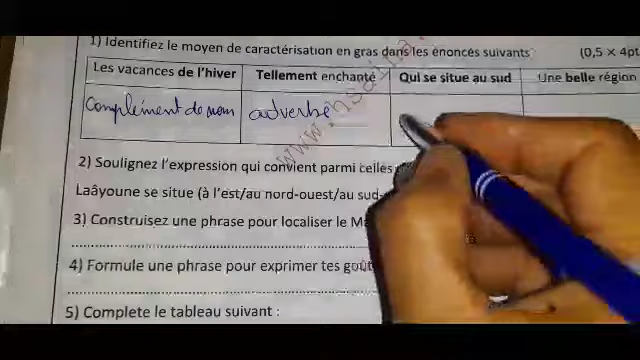 1) Identifiez le moyen de caractérisation en gras dans les énoncés suivants (0,5 × 4pt
Les vacances de l'hiver Tellement enchanté Qui se situe au sud Une belle région
Complément de nom adverbe
www.
2) Soulignez l'expression qui convient parmi celles
Laâyoune se situe (à l'est/au nord-ouest/au sud-
3) Construisez une phrase pour localiser le
4) Formule une phrase pour exprimer tes goût
5) Complete le tableau suivant :